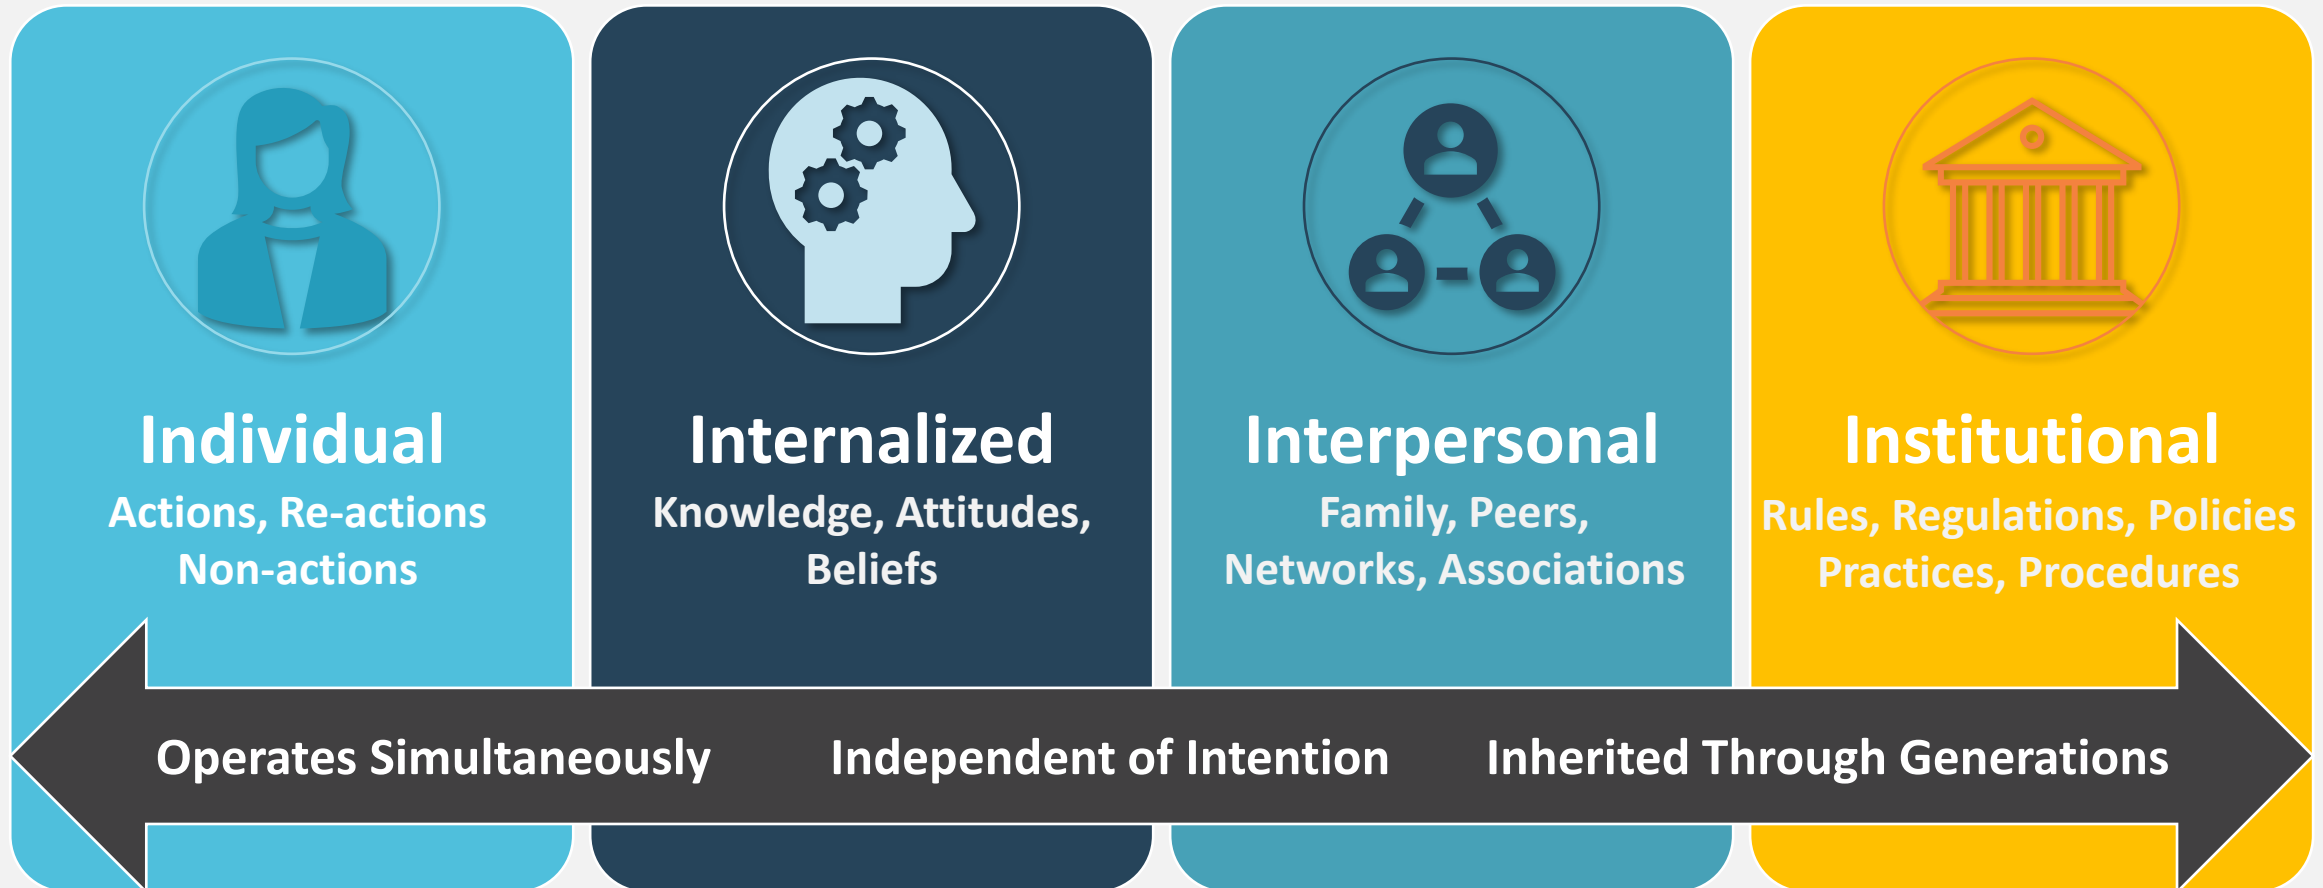 Individual
Actions, Re-actions
Non-actions
Internalized
Knowledge, Attitudes,
Beliefs
Interpersonal
Family, Peers,
Networks, Associations
Institutional
Rules, Regulations, Policies
Practices, Procedures
Operates Simultaneously
Independent of Intention
Inherited Through Generations